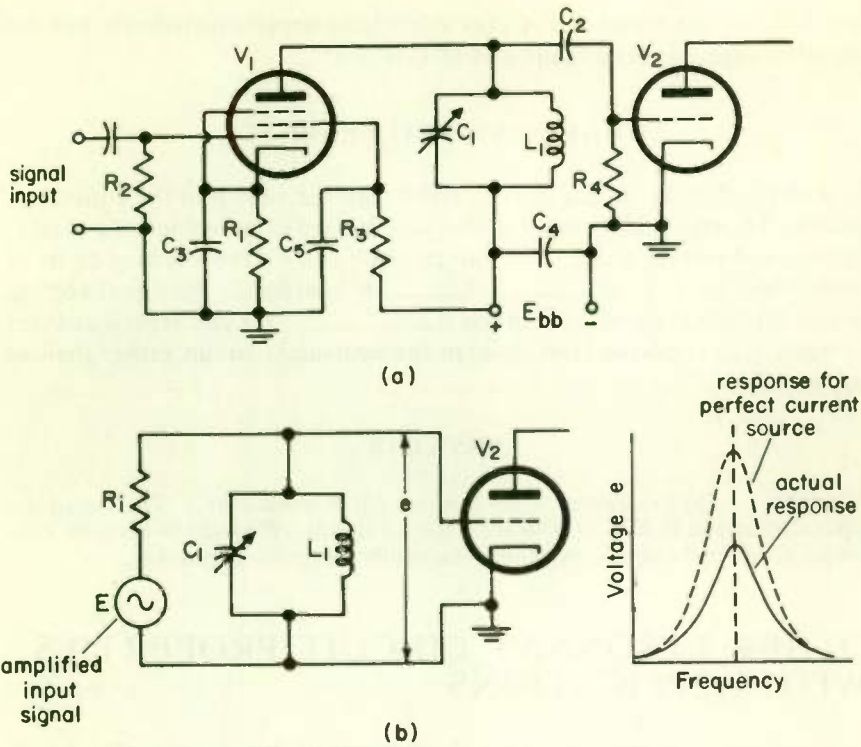 C₂
V₁
V₂
C₁
L₁
signal
input
R₂
R₄
C₃
R₁
C₅
R₃
C₄
+
Ebb
-
(a)
response for
perfect current
source
V₂
Ri
actual
response
C₁
L₁
e
Voltage e
E
amplified
input
signal
Frequency
(b)